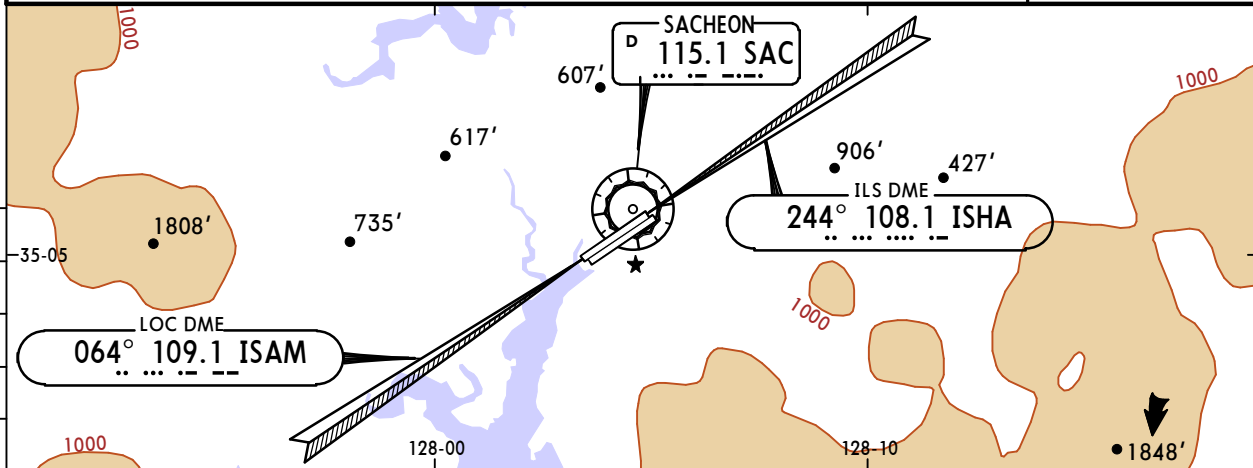 1000
SACHEON
D 115.1 SAC
607'
1000
617'
906'
427'
ILS DME
244° 108.1 ISHA
1808'
735'
35-05
1000
LOC DME
064° 109.1 ISAM
1000
128-00
128-10
1848'